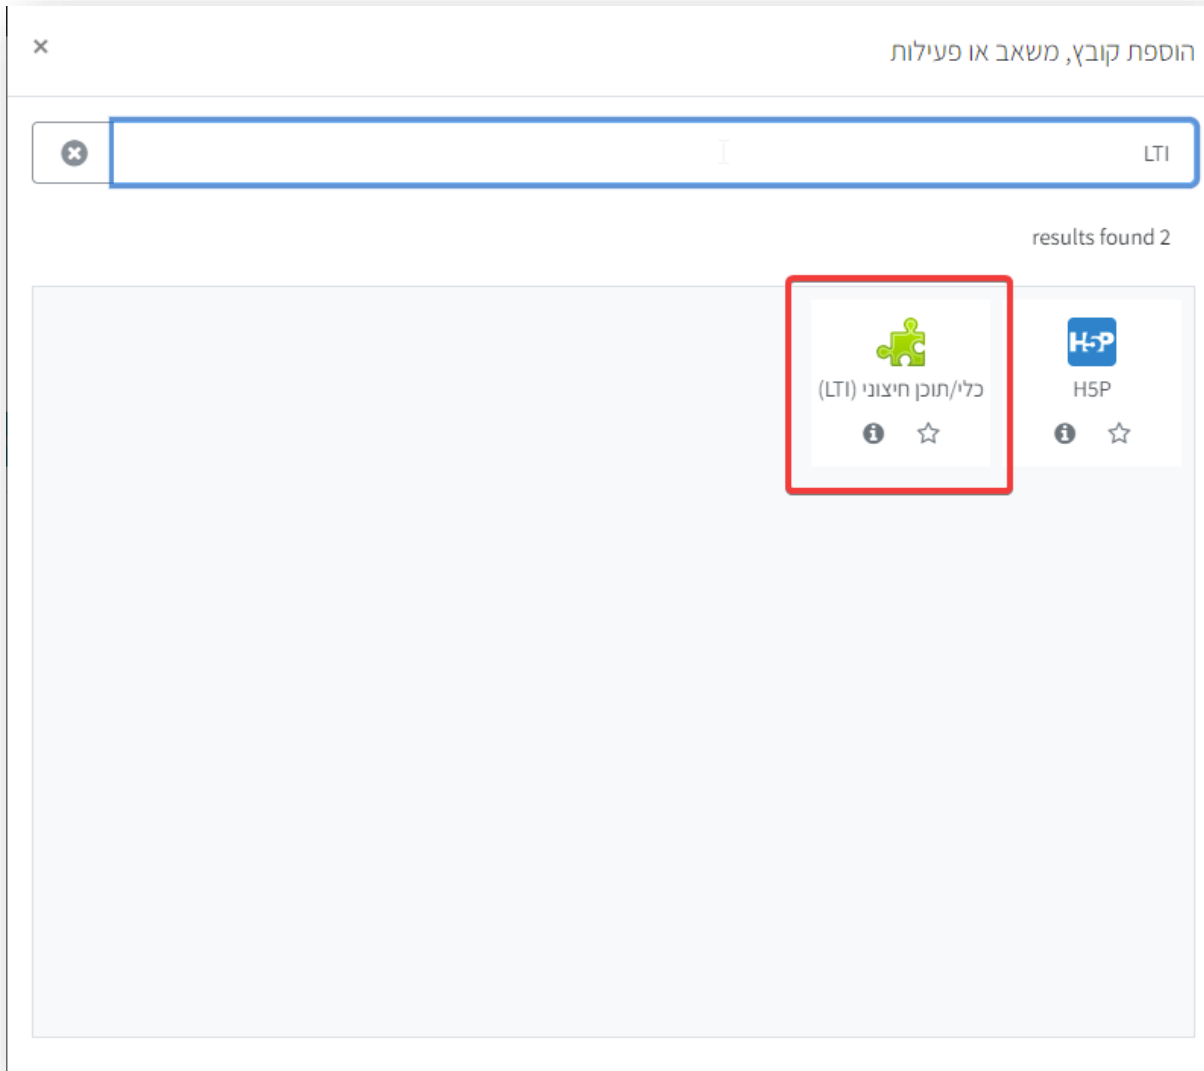 הוספת קובץ, משאב או פעילות
LTI
results found 2
H5P
H5P
כלי/תוכן חיצוני (LTI)